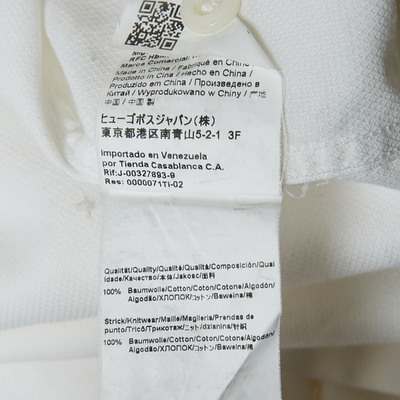 Marca Comercial
Made in China / Fabriqué en Chine
Prodotto in Cina / Hecho en China
Produzido em China / Произведено в
Китай / Wyprodukowano w Chiny / 产地
中国 / 中国製
ヒューゴボスジャパン(株)
東京都港区南青山5-2-1 3F
Importado en Venezuela
por Tienda Casablanca C.A.
Rif:J-00327893-9
Res: 0000071Ti-02
Qualität/Quality/Qualité/Qualità/Composición/Quali
dade/Качество/本体/Jakość/面料
100% Baumwolle/Cotton/Coton/Cotone/Algodón/
Algodão/ХЛОПОК/コットン/Bawełna/棉
Strick/Knitwear/Maille/Maglieria/Prendas de
punto/Tricô/Трикотаж/ニット/dzianina/针织
100% Baumwolle/Cotton/Coton/Cotone/Algodon/
Algodão/ХЛОПОК/コットン/Bawełna/棉